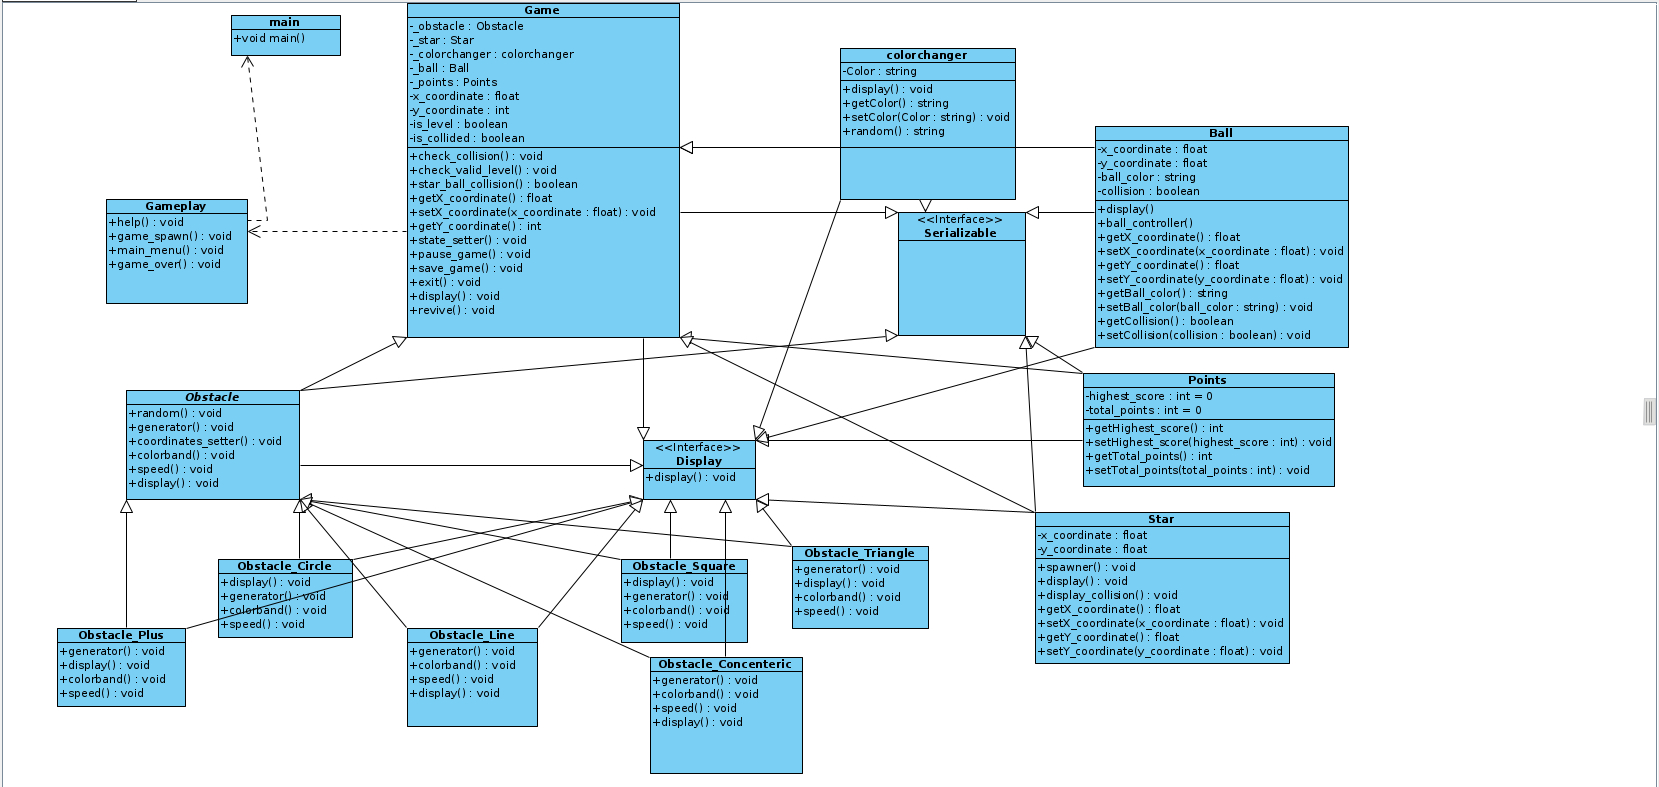 main
+void main()
Game
-_obstacle : Obstacle
-_star : Star
-_colorchanger : colorchanger
-_ball : Ball
-_points : Points
-x_coordinate : float
-y_coordinate : int
-is_level : boolean
-is_collided : boolean
+check_collision() : void
+check_valid_level() : void
+star_ball_collision() : boolean
+getX_coordinate() : float
+setX_coordinate(x_coordinate : float) : void
+getY_coordinate() : int
+state_setter() : void
+pause_game() : void
+save_game() : void
+exit() : void
+display() : void
+revive() : void
colorchanger
-Color : string
+display() : void
+getColor() : string
+setColor(Color : string) : void
+random() : string
Ball
-x_coordinate : float
-y_coordinate : float
-ball_color : string
-collision : boolean
+display()
+ball_controller()
+getX_coordinate() : float
+setX_coordinate(x_coordinate : float) : void
+getY_coordinate() : float
+setY_coordinate(y_coordinate : float) : void
+getBall_color() : string
+setBall_color(ball_color : string) : void
+getCollision() : boolean
+setCollision(collision : boolean) : void
Gameplay
+help() : void
+game_spawn() : void
+main_menu() : void
+game_over() : void
<<Interface>>
Serializable
Obstacle
+random() : void
+generator() : void
+coordinates_setter() : void
+colorband() : void
+speed() : void
+display() : void
<<Interface>>
Display
+display() : void
Points
-highest_score : int = 0
-total_points : int = 0
+getHighest_score() : int
+setHighest_score(highest_score : int) : void
+getTotal_points() : int
+setTotal_points(total_points : int) : void
Star
-x_coordinate : float
-y_coordinate : float
+spawner() : void
+display() : void
+display_collision() : void
+getX_coordinate() : float
+setX_coordinate(x_coordinate : float) : void
+getY_coordinate() : float
+setY_coordinate(y_coordinate : float) : void
Obstacle_Circle
+display() : void
+generator() : void
+colorband() : void
+speed() : void
Obstacle_Square
+display() : void
+generator() : void
+colorband() : void
+speed() : void
Obstacle_Triangle
+generator() : void
+display() : void
+colorband() : void
+speed() : void
Obstacle_Plus
+generator() : void
+display() : void
+colorband() : void
+speed() : void
Obstacle_Line
+generator() : void
+colorband() : void
+speed() : void
+display() : void
Obstacle_Concenteric
+generator() : void
+colorband() : void
+speed() : void
+display() : void